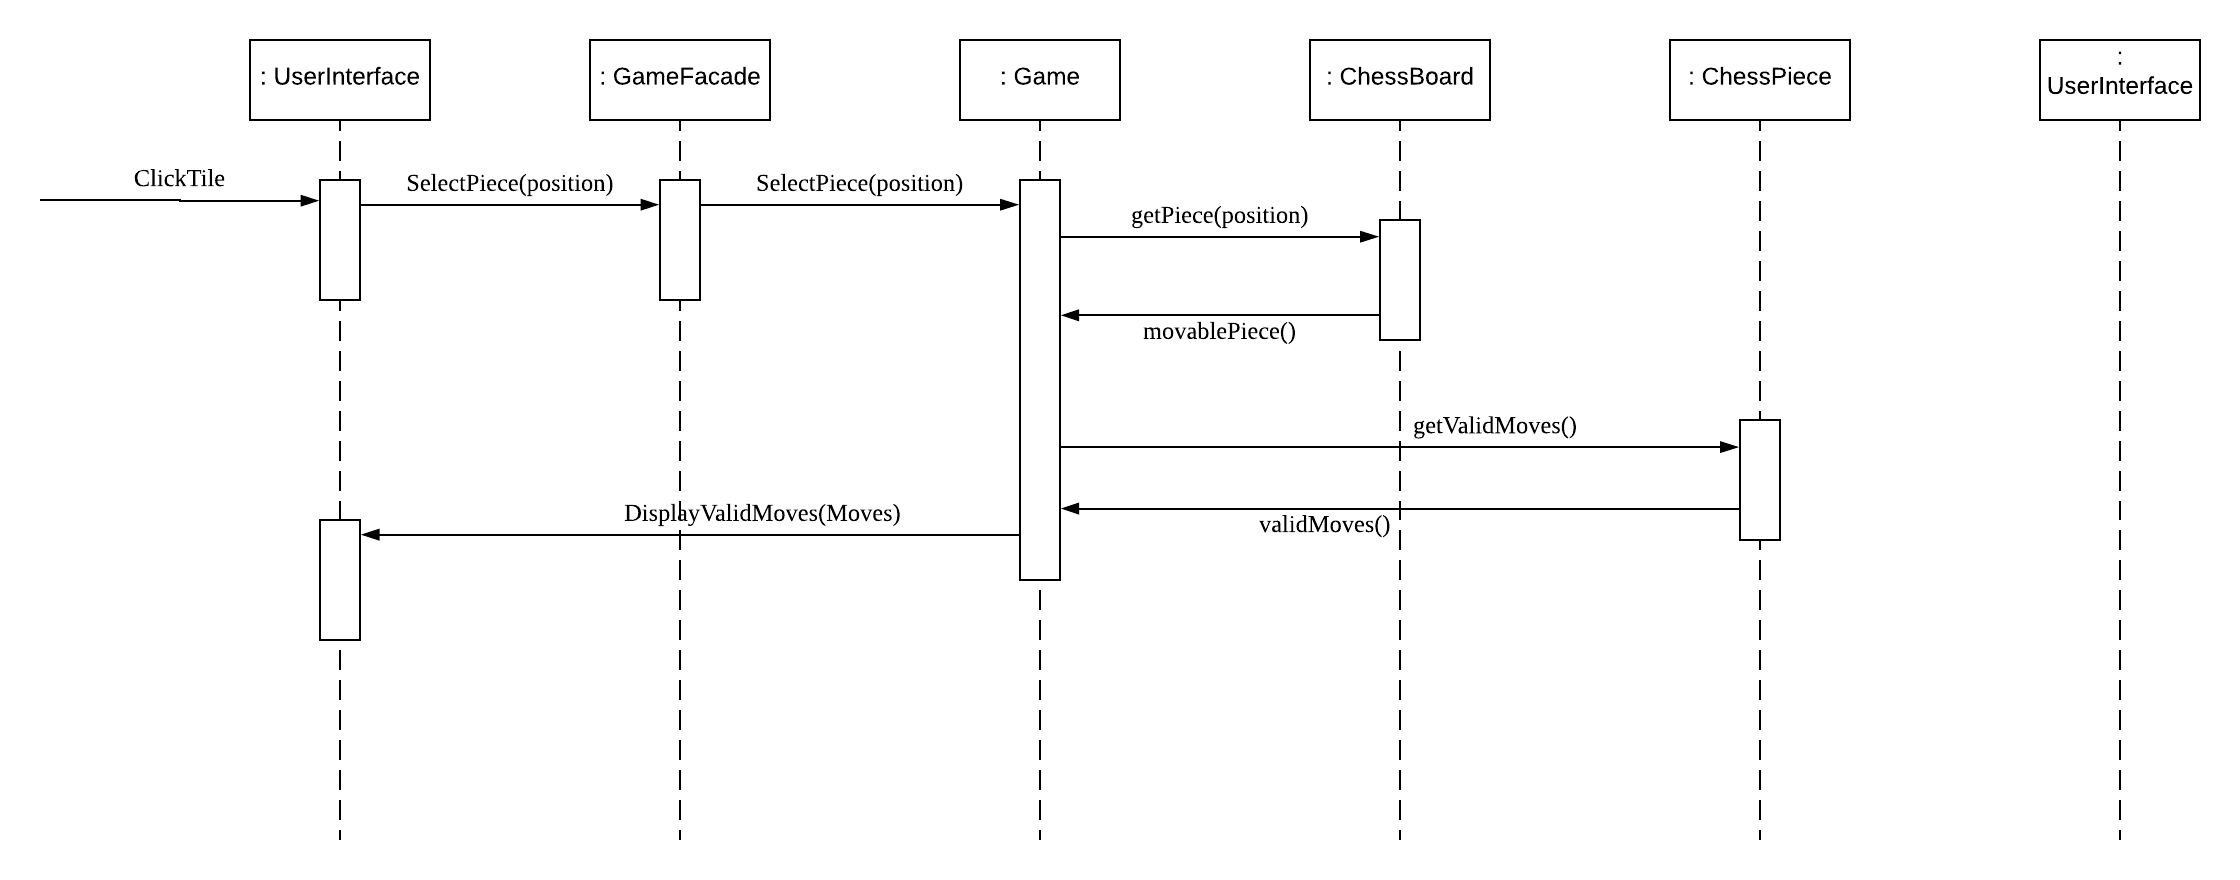 : UserInterface
: GameFacade
: Game
: ChessBoard
: ChessPiece
:
UserInterface
ClickTile
SelectPiece(position)
SelectPiece(position)
getPiece(position)
movablePiece()
getValidMoves()
DisplayValidMoves(Moves)
validMoves()